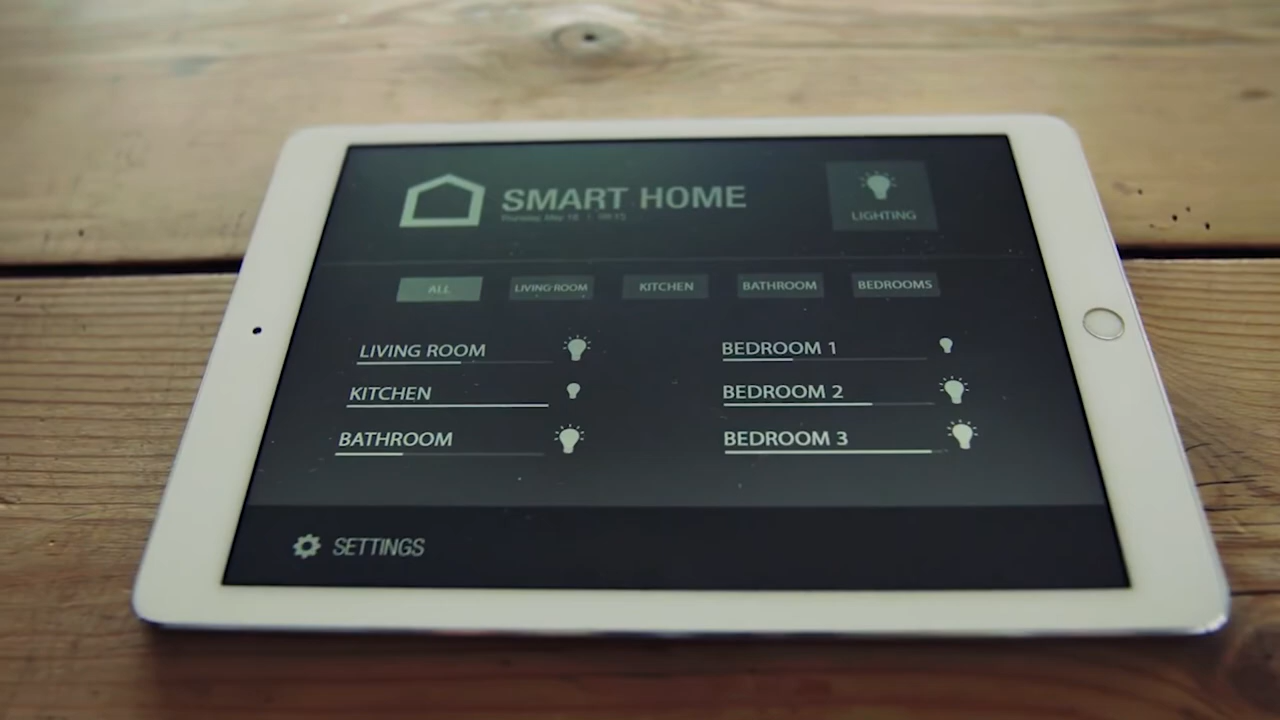 SMART HOME
LIGHTING
ALL
LIVING ROOM
KITCHEN
BATHROOM
BEDROOMS
LIVING ROOM
KITCHEN
BATHROOM
BEDROOM 1
BEDROOM 2
BEDROOM 3
SETTINGS